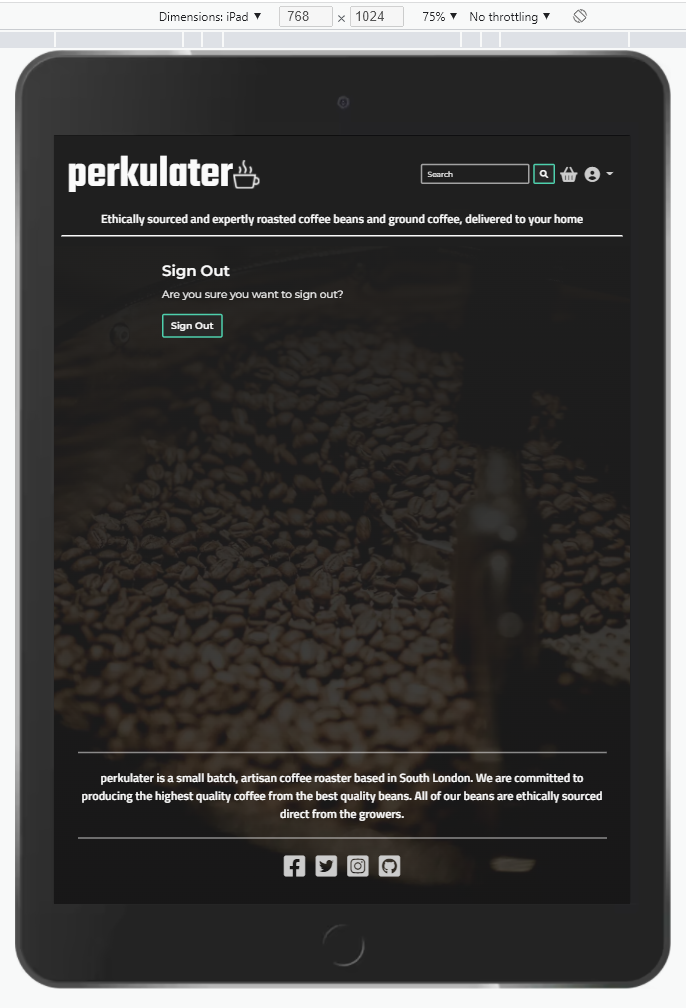 Dimensions: iPad ▼ 768 × 1024 75% ▼ No throttling ▼
perkulater
Search
Ethically sourced and expertly roasted coffee beans and ground coffee, delivered to your home
Sign Out
Are you sure you want to sign out?
Sign Out
perkulater is a small batch, artisan coffee roaster based in South London. We are committed to
producing the highest quality coffee from the best quality beans. All of our beans are ethically sourced
direct from the growers.